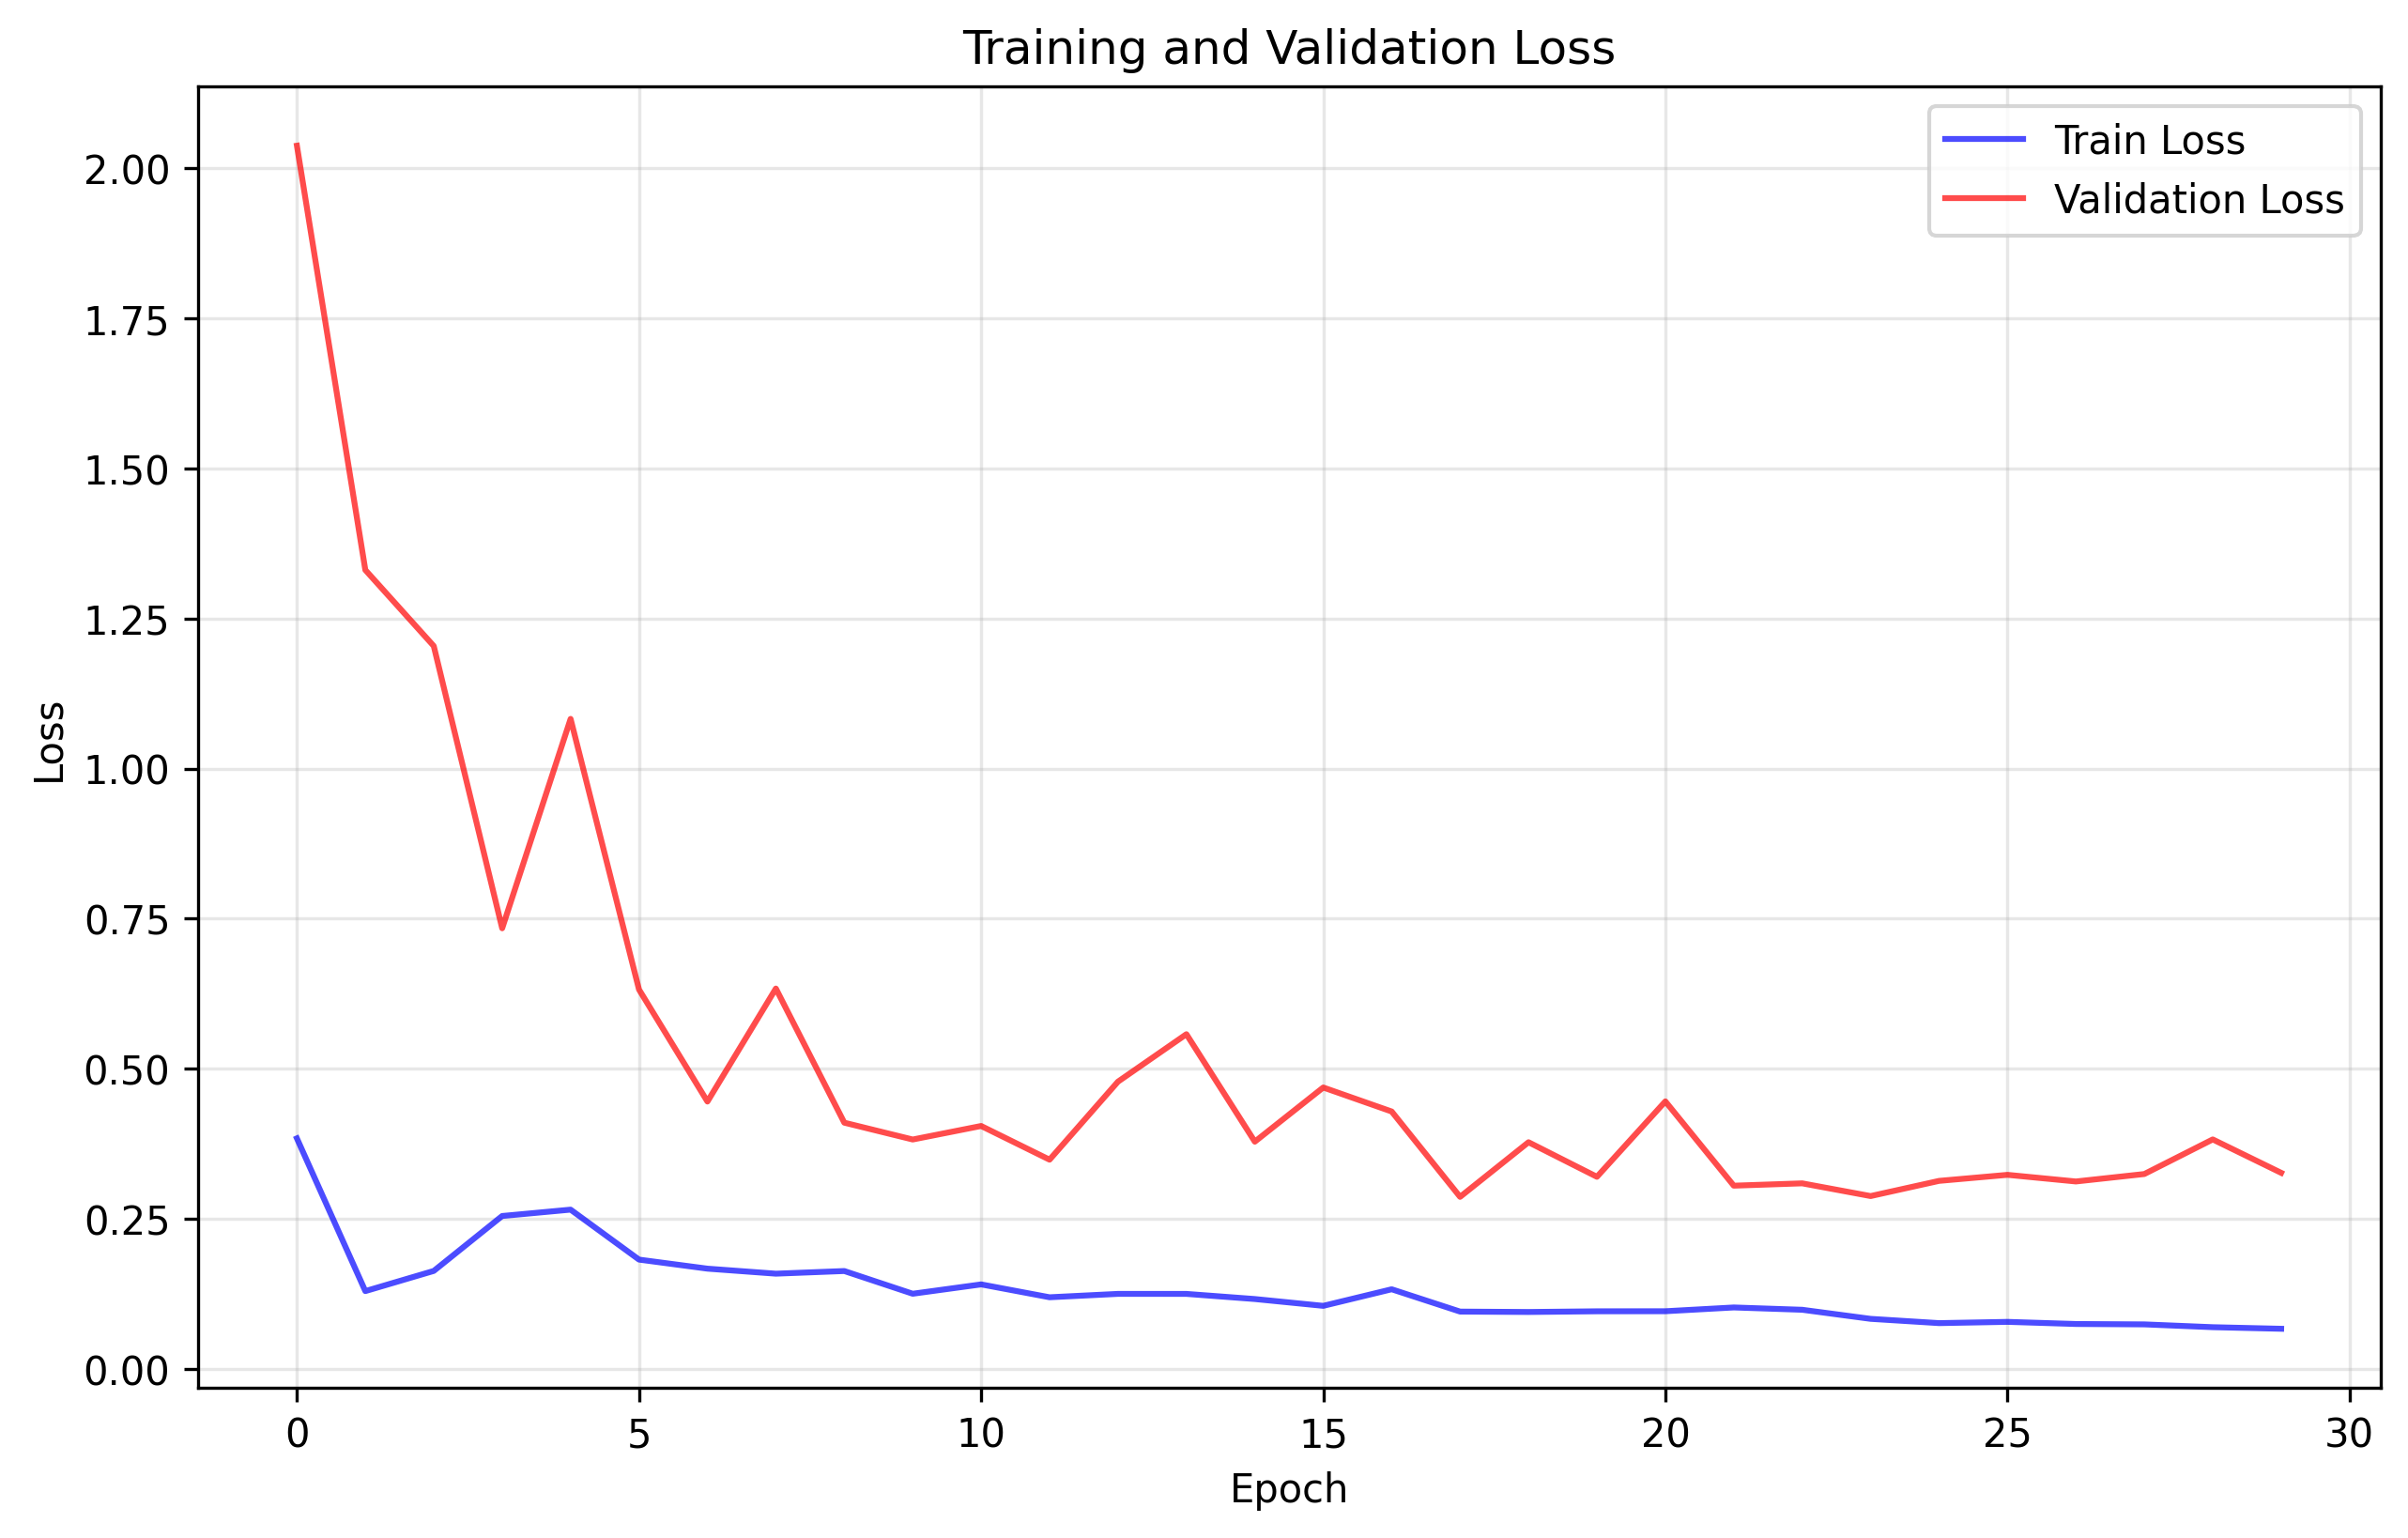 Training and Validation Loss
Train Loss
Validation Loss
2.00
1.75
1.50
1.25
1.00
0.75
0.50
0.25
0.00
Loss
0 5 10 15 20 25 30
Epoch